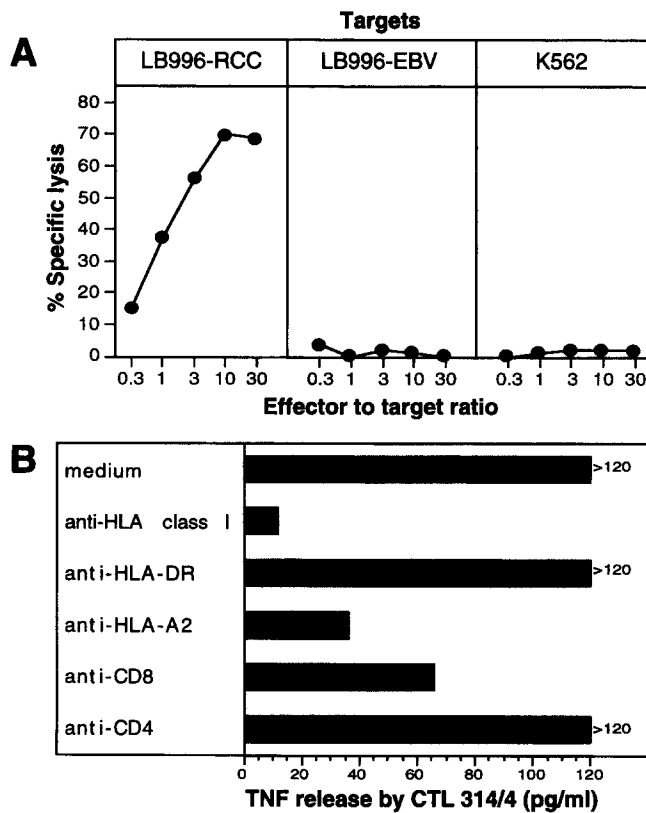 Targets
A
LB996-RCC LB996-EBV K562
% Specific lysis
80
70
60
50
40
30
20
10
0
0.3 1 3 10 30 0.3 1 3 10 30 0.3 1 3 10 30
Effector to target ratio
B
medium >120
anti-HLA class I
anti-HLA-DR >120
anti-HLA-A2
anti-CD8
anti-CD4 >120
0 20 40 60 80 100 120
TNF release by CTL 314/4 (pg/ml)